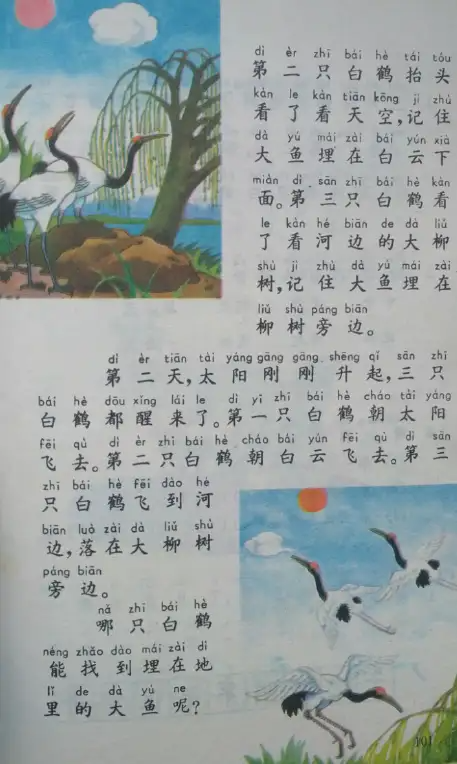 dì èr zhī bái hè tái tóu
第二只白鹤抬头
kàn le kàn tiān kōng jì zhù
看了看天空,记住
dà yú mái zài bái yún xià
大鱼埋在白云下
miàn dì sān zhī bái hè kàn
面。第三只白鹤看
le kàn hé biān de dà liǔ
了看河边的大柳
shù jì zhù dà yú mái zài
树,记住大鱼埋在
liǔ shù páng biān
柳树旁边。
dì èr tiān tài yáng gāng gāng shēng qǐ sān zhī
第二天,太阳刚刚升起,三只
bái hè dōu xǐng lái le dì yī zhī bái hè cháo tài yáng
白鹤都醒来了。第一只白鹤朝太阳
fēi qù dì èr zhī bái hè cháo bái yún fēi qù dì sān
飞去。第二只白鹤朝白云飞去。第三
zhī bái hè fēi dào hé
只白鹤飞到河
biān luò zài dà liǔ shù
边,落在大柳树
páng biān
旁边。
nǎ zhī bái hè
哪只白鹤
néng zhǎo dào mái zài dì
能找到埋在地
lǐ de dà yú ne
里的大鱼呢?
101